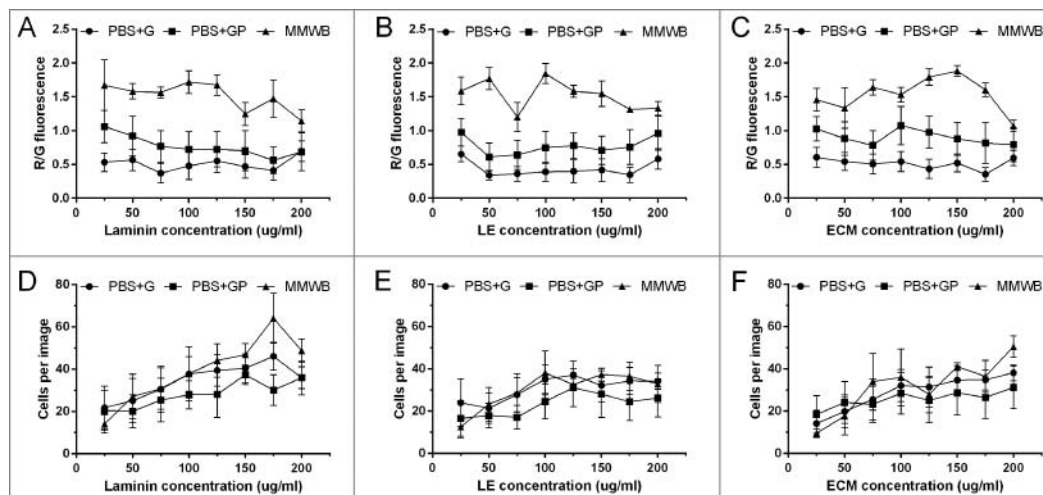 A
PBS+G PBS+GP MMWB
R/G fluorescence
2.5
2.0
1.5
1.0
0.5
0.0
0 50 100 150 200
Laminin concentration (ug/ml)
B
PBS+G PBS+GP MMWB
R/G fluorescence
2.5
2.0
1.5
1.0
0.5
0.0
0 50 100 150 200
LE concentration (ug/ml)
C
PBS+G PBS+GP MMWB
R/G fluorescence
2.5
2.0
1.5
1.0
0.5
0.0
0 50 100 150 200
ECM concentration (ug/ml)
D
PBS+G PBS+GP MMWB
Cells per image
80
60
40
20
0
0 50 100 150 200
Laminin concentration (ug/ml)
E
PBS+G PBS+GP MMWB
Cells per image
80
60
40
20
0
0 50 100 150 200
LE concentration (ug/ml)
F
PBS+G PBS+GP MMWB
Cells per image
80
60
40
20
0
0 50 100 150 200
ECM concentration (ug/ml)